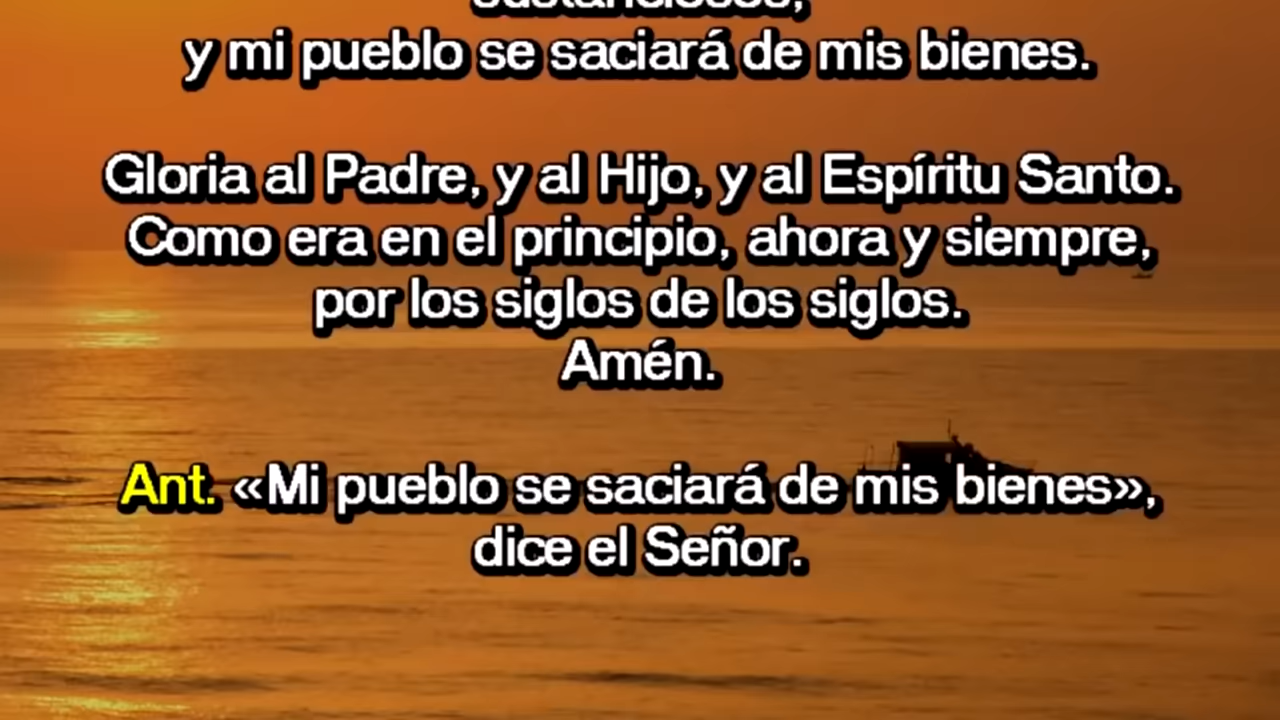 y mi pueblo se saciará de mis bienes.
Gloria al Padre, y al Hijo, y al Espíritu Santo.
Como era en el principio, ahora y siempre,
por los siglos de los siglos.
Amén.
Ant. «Mi pueblo se saciará de mis bienes»,
dice el Señor.